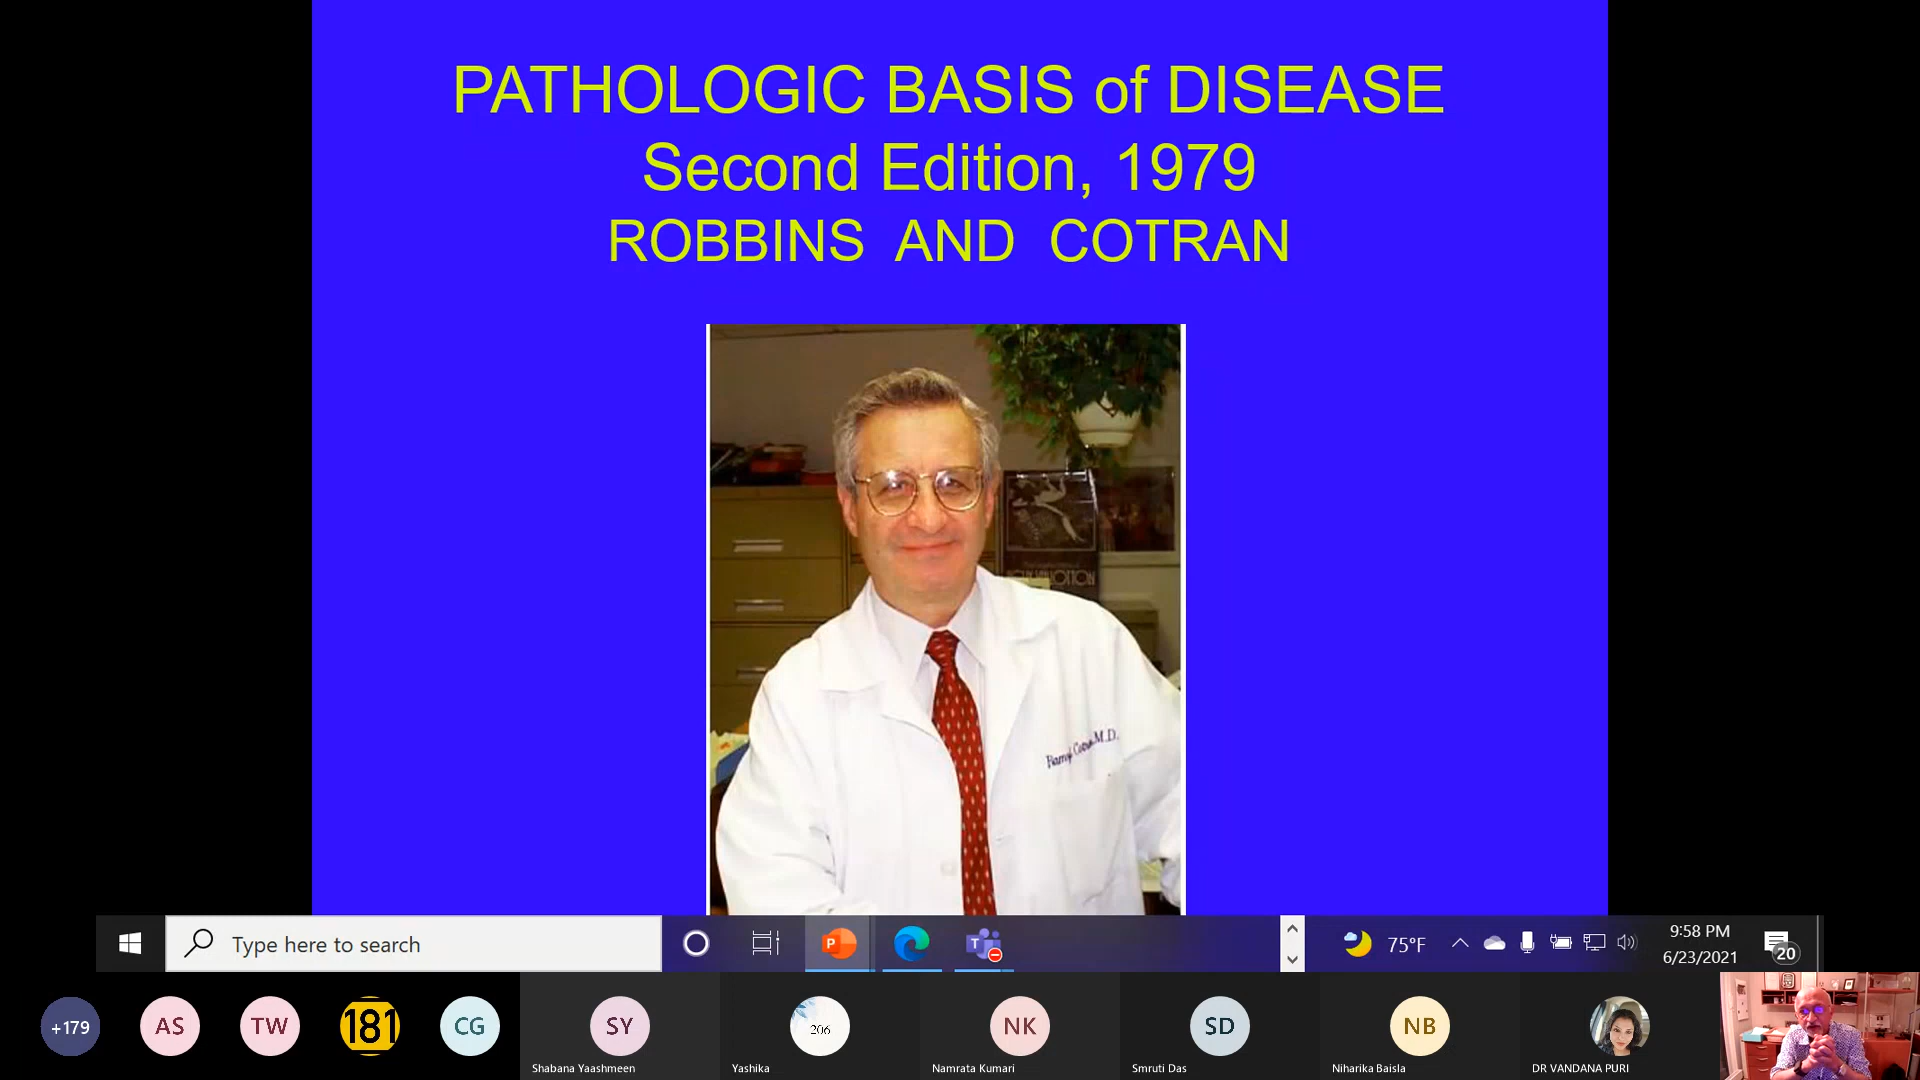 PATHOLOGIC BASIS of DISEASE
Second Edition, 1979
ROBBINS AND COTRAN
M.D.
Type here to search
75°F
9:58 PM
6/23/2021
20
+179
AS
TW
181
CG
SY
206
NK
SD
NB
Shabana Yaashmeen
Yashika
Namrata Kumari
Smruti Das
Niharika Baisla
DR VANDANA PURI